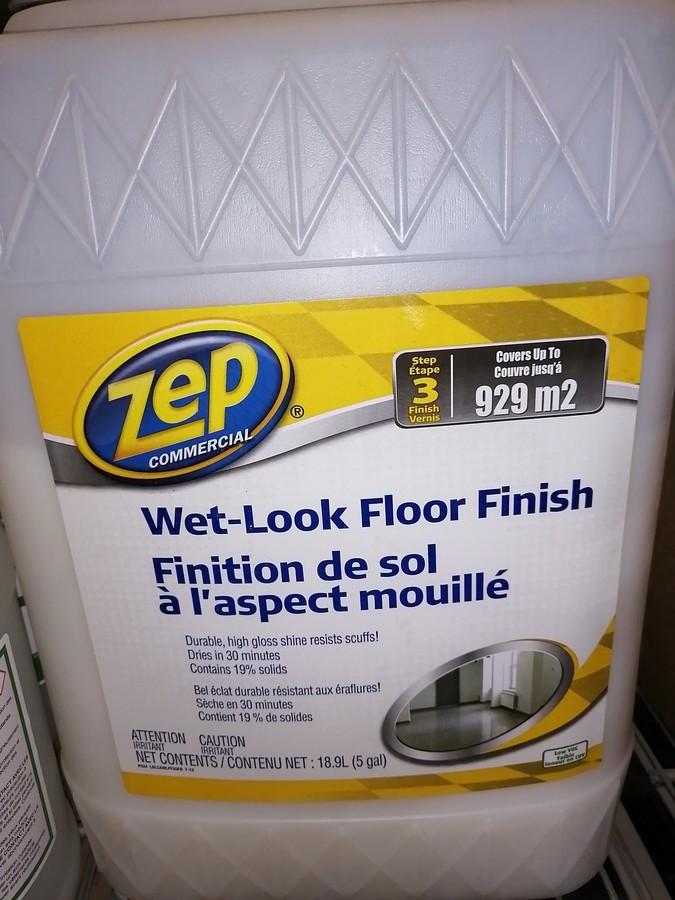 zep
COMMERCIAL
®
Step
Étape
3
Finish
Vernis
Covers Up To
Couvre jusq'á
929 m2
Wet-Look Floor Finish
Finition de sol
à l'aspect mouillé
Durable, high gloss shine resists scuffs!
Dries in 30 minutes
Contains 19% solids
Bel éclat durable résistant aux éraflures!
Sèche en 30 minutes
Contient 19 % de solides
ATTENTION CAUTION
IRRITANT IRRITANT
NET CONTENTS / CONTENU NET : 18.9L (5 gal)
Low VOC
Faible